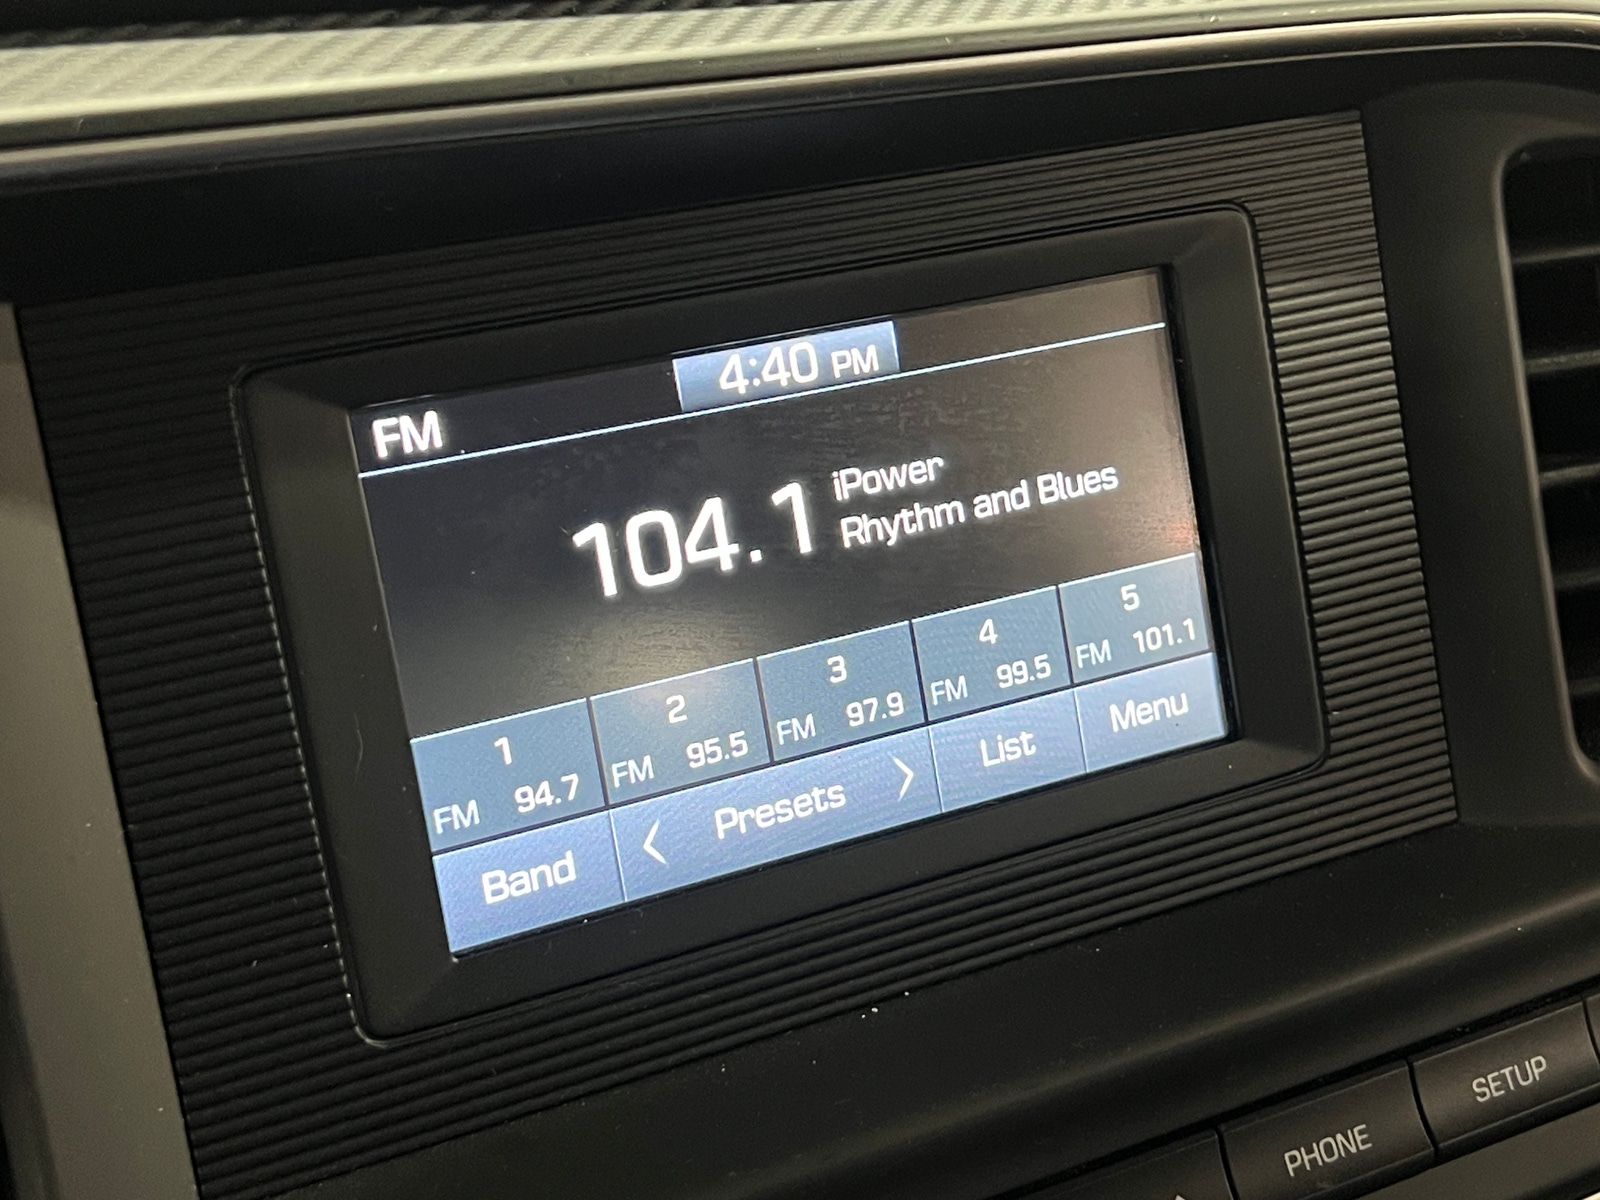 4:40 PM
FM
104.1
iPower
Rhythm and Blues
1
FM 94.7
2
FM 95.5
3
FM 97.9
4
FM 99.5
5
FM 101.1
Band
< Presets >
List
Menu
PHONE
SETUP